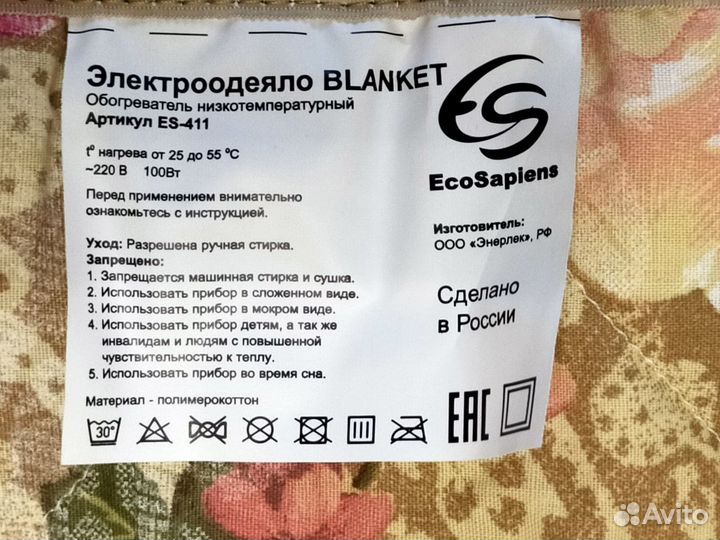 Электроодеяло BLANKET
Обогреватель низкотемпературный
Артикул ES-411
t° нагрева от 25 до 55 °С
~220 В 100Вт
Перед применением внимательно
ознакомьтесь с инструкцией.
Уход: Разрешена ручная стирка.
Запрещено:
1. Запрещается машинная стирка и сушка.
2. Использовать прибор в сложенном виде.
3. Использовать прибор в мокром виде.
4. Использовать прибор детям, а так же
инвалидам и людям с повышенной
чувствительностью к теплу.
5. Использовать прибор во время сна.
Материал - полимерокоттон
30°
ES
EcoSapiens
Изготовитель:
ООО «Энерлек», РФ
Сделано
в России
EAC
Avito